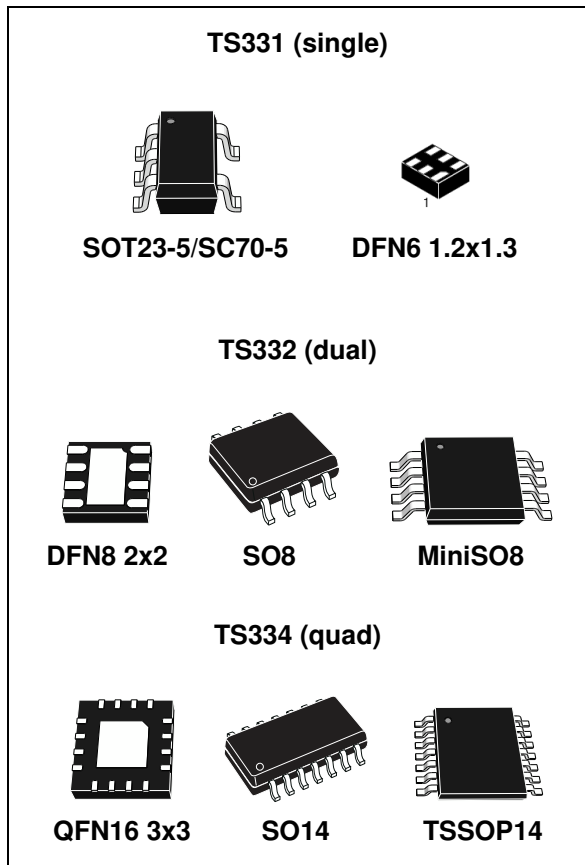 TS331 (single)
1
SOT23-5/SC70-5 DFN6 1.2x1.3
TS332 (dual)
DFN8 2x2 SO8 MiniSO8
TS334 (quad)
QFN16 3x3 SO14 TSSOP14